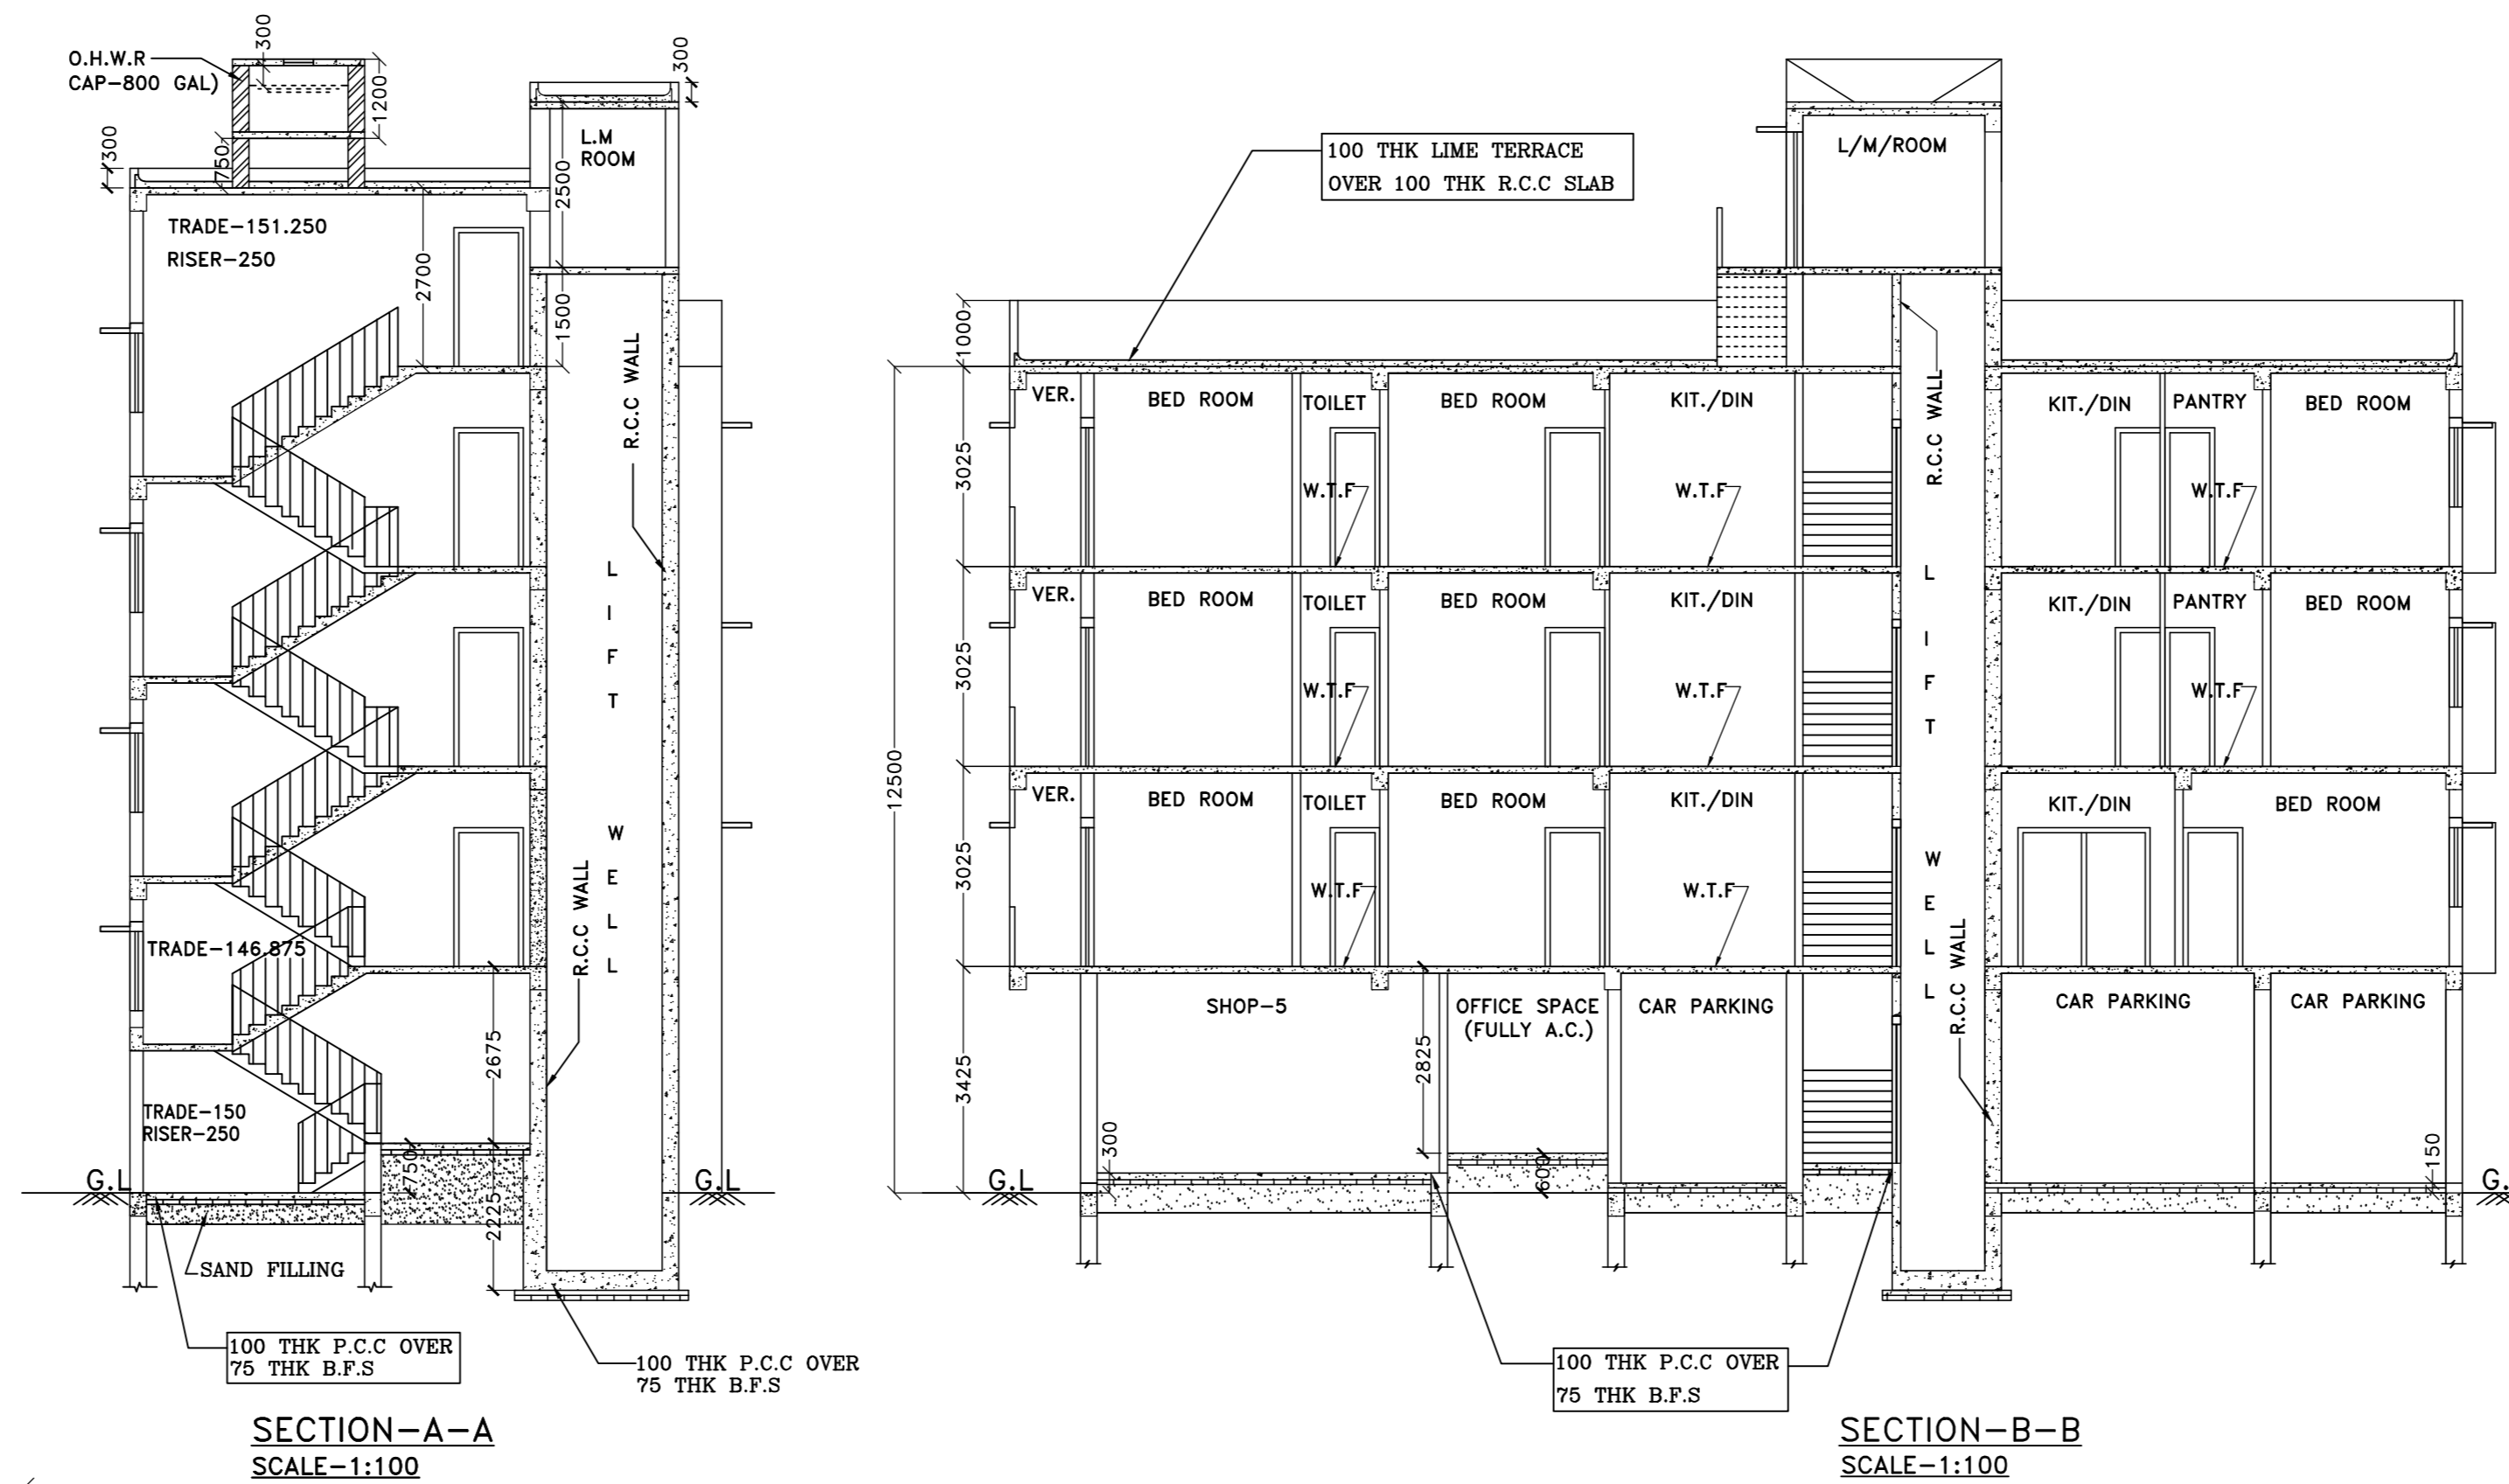 300
O.H.W.R
CAP-800 GAL)
1200
300
750
300
L.M
ROOM
2500
TRADE-151.250
RISER-250
2700
1500
R.C.C WALL
LIFT WELL
R.C.C WALL
TRADE-146.875
2675
TRADE-150
RISER-250
750
2225
G.L
G.L
SAND FILLING
100 THK P.C.C OVER
75 THK B.F.S
100 THK P.C.C OVER
75 THK B.F.S
SECTION-A-A
SCALE-1:100
100 THK LIME TERRACE
OVER 100 THK R.C.C SLAB
L/M/ROOM
1000
12500
3025
3025
3025
3425
VER. BED ROOM TOILET BED ROOM KIT./DIN R.C.C WALL KIT./DIN PANTRY BED ROOM
W.T.F W.T.F W.T.F
VER. BED ROOM TOILET BED ROOM KIT./DIN KIT./DIN PANTRY BED ROOM
W.T.F W.T.F W.T.F
LIFT WELL
VER. BED ROOM TOILET BED ROOM KIT./DIN KIT./DIN BED ROOM
W.T.F W.T.F
R.C.C WALL
SHOP-5 OFFICE SPACE CAR PARKING CAR PARKING CAR PARKING
(FULLY A.C.)
2825
300
600
150
G.L
G.
100 THK P.C.C OVER
75 THK B.F.S
SECTION-B-B
SCALE-1:100